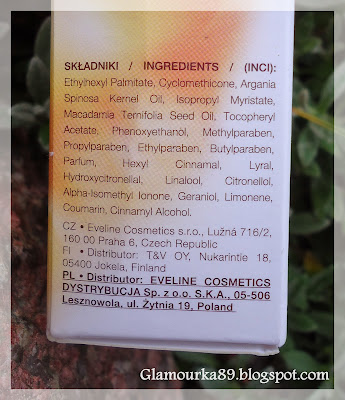 SKŁADNIKI / INGREDIENTS / (INCI):
Ethylhexyl Palmitate, Cyclomethicone, Argania
Spinosa Kernel Oil, Isopropyl Myristate,
Macadamia Ternifolia Seed Oil, Tocopheryl
Acetate, Phenoxyethanol, Methylparaben,
Propylparaben, Ethylparaben, Butylparaben,
Parfum, Hexyl Cinnamal, Lyral,
Hydroxycitronellal, Linalool, Citronellol,
Alpha-Isomethyl Ionone, Geraniol, Limonene,
Coumarin, Cinnamyl Alcohol.
CZ • Eveline Cosmetics s.r.o., Lužná 716/2,
160 00 Praha 6, Czech Republic
FI • Distributor: T&V OY, Nukarintie 18,
05400 Jokela, Finland
PL • Distributor: EVELINE COSMETICS
DYSTRYBUCJA Sp. z o.o. S.K.A., 05-506
Lesznowola, ul. Żytnia 19, Poland
Glamourka89.blogspot.com